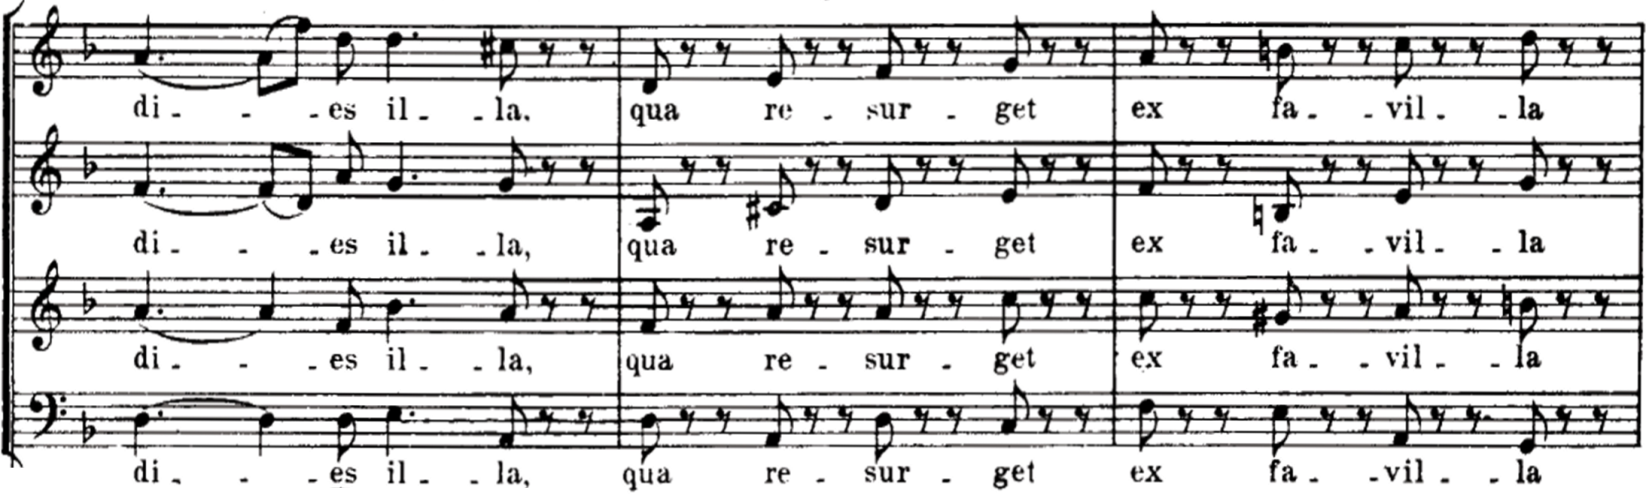 di - - - es il - - la. qua re - sur - get ex fa - - vil - - la
di - - - es il - - la, qua re - sur - get ex fa - - vil - - la
di - - - es il - - la, qua re - sur - get ex fa - - vil - - la
di - - - es il - - la, qua re - sur - get ex fa - - vil - - la